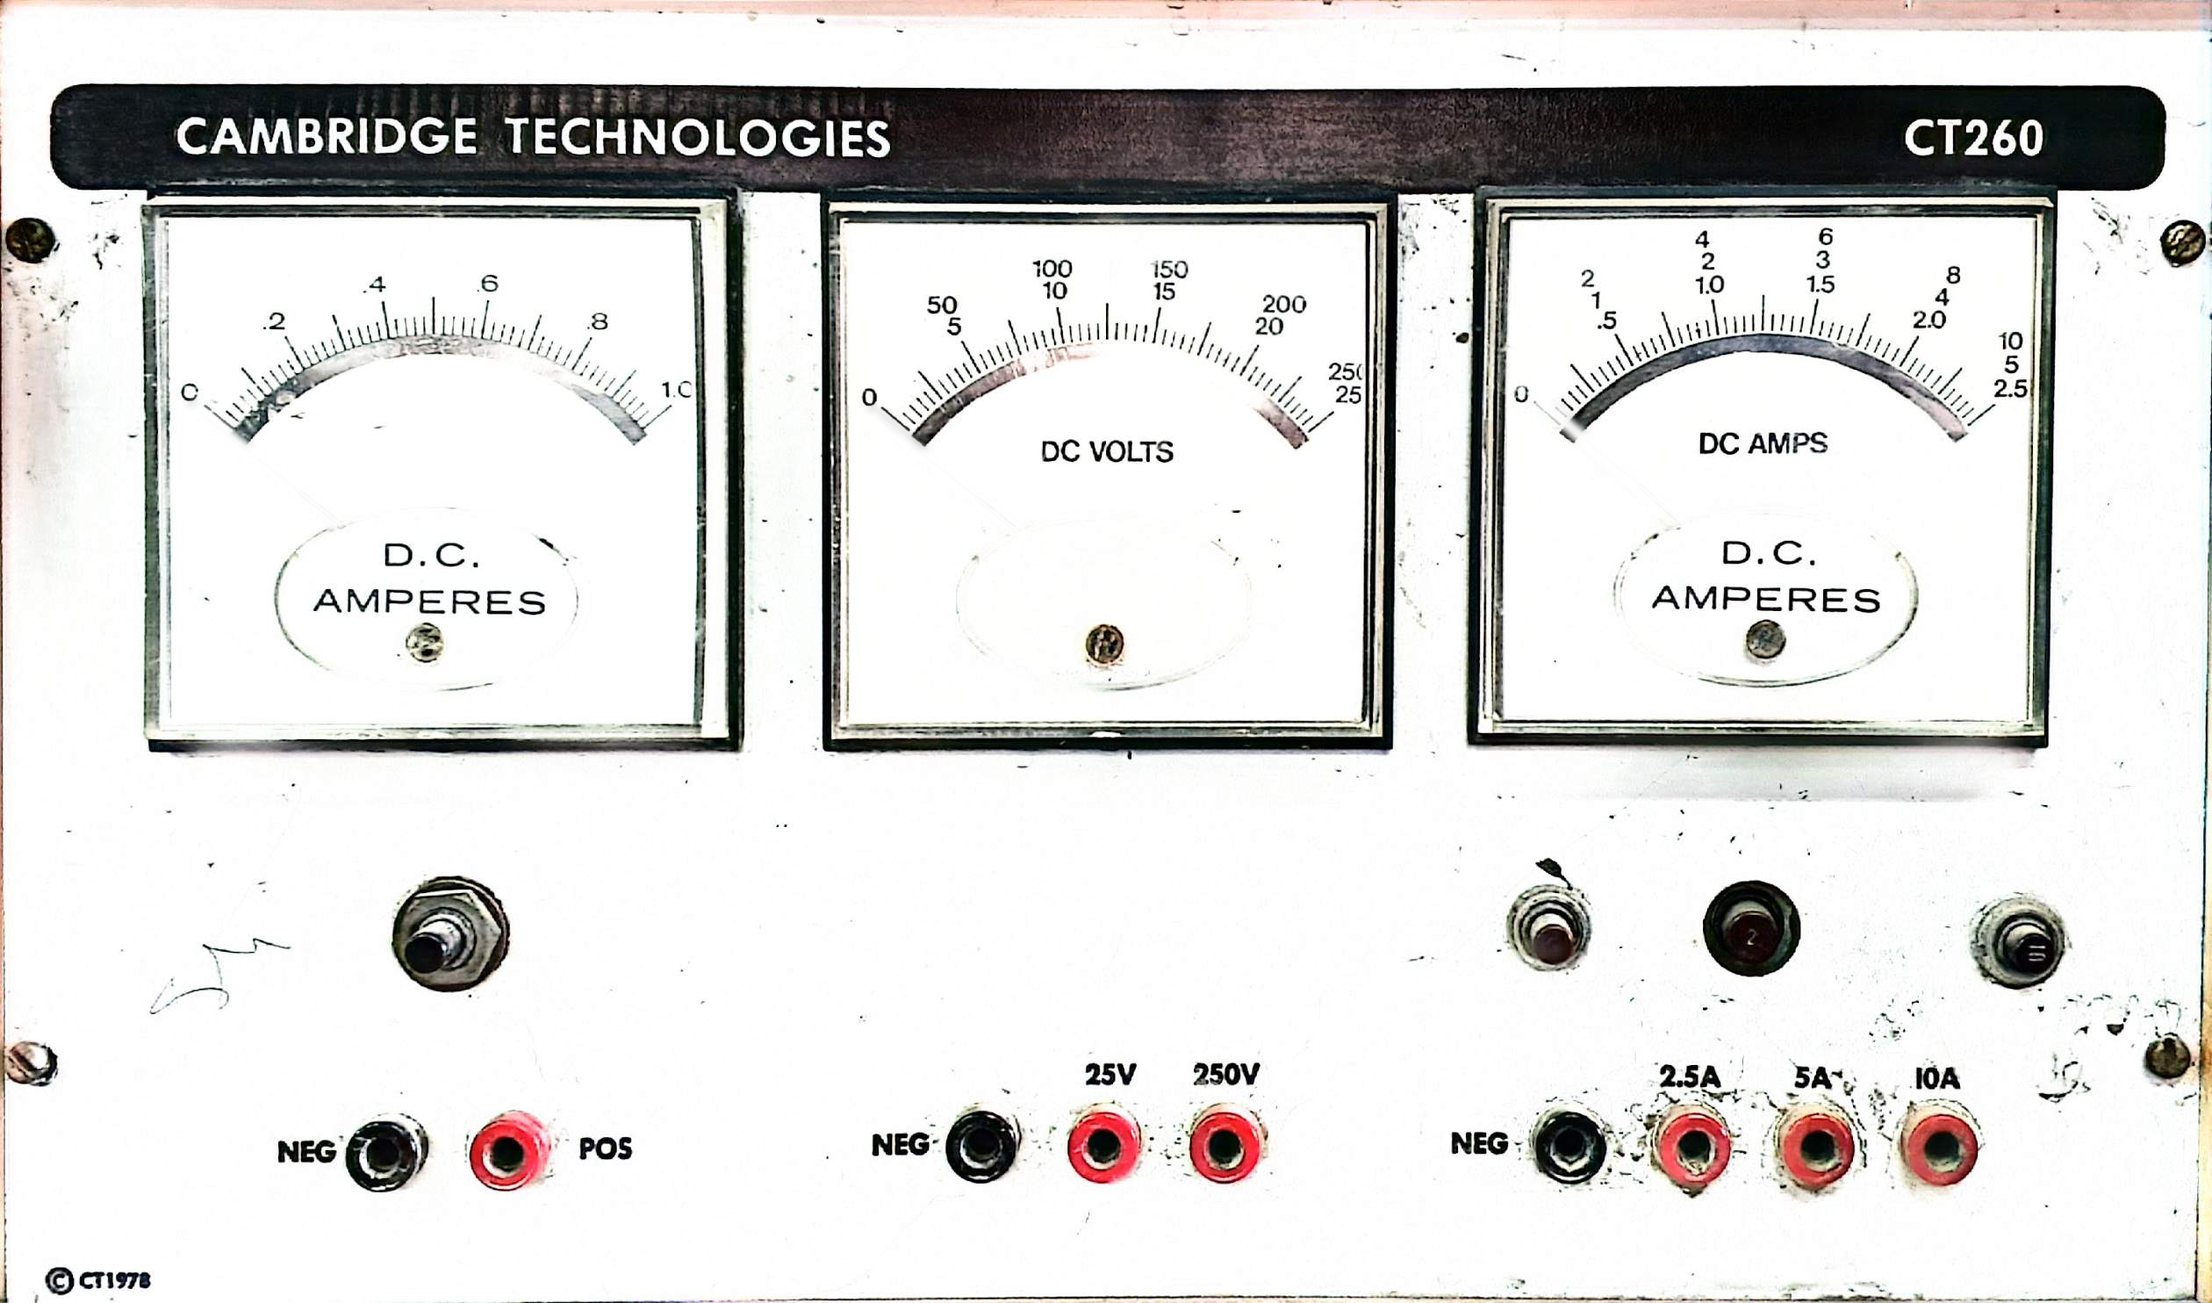 CAMBRIDGE TECHNOLOGIES CT260
0 .2 .4 .6 .8 1.0
D.C.
AMPERES
50 100 150 200
0 5 10 15 20 25
DC VOLTS
2 4 6 8 10
1 2 3 4 5
0 .5 1.0 1.5 2.0 2.5
DC AMPS
D.C.
AMPERES
2
NEG POS
25V 250V
NEG
2.5A 5A 10A
NEG
© CT1978